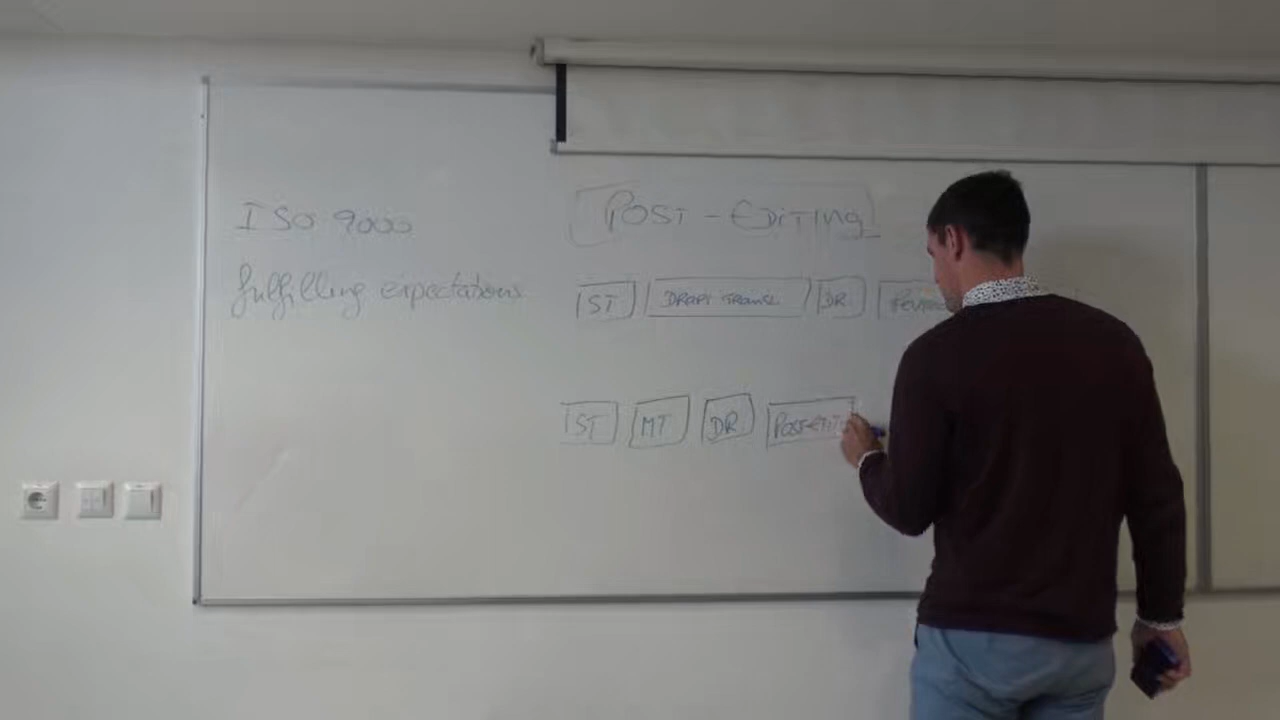 ISO 9000
fulfilling expectations
POST-EDITING
ST DRAFT TRANSL DR
ST MT DR